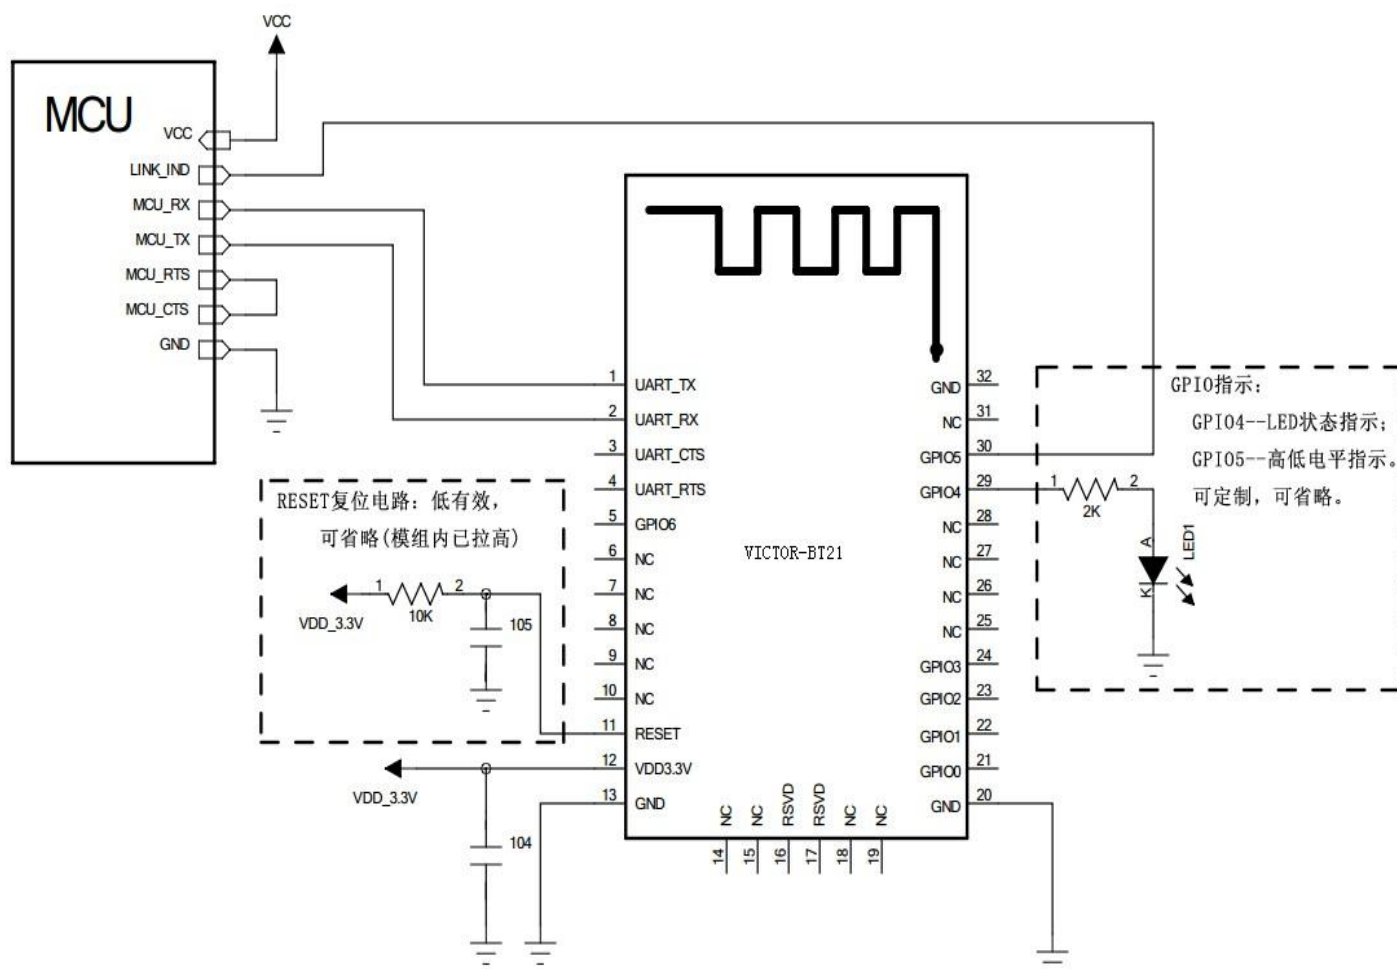 VCC
MCU
VCC
LINK_IND
MCU_RX
MCU_TX
MCU_RTS
MCU_CTS
GND
1 UART_TX
2 UART_RX
3 UART_CTS
4 UART_RTS
5 GPIO6
6 NC
7 NC
8 NC
9 NC
10 NC
11 RESET
12 VDD3.3V
13 GND
VICTOR-BT21
14 NC
15 NC
16 RSVD
17 RSVD
18 NC
19 NC
GND 32
NC 31
GPIO5 30
GPIO4 29
NC 28
NC 27
NC 26
NC 25
GPIO3 24
GPIO2 23
GPIO1 22
GPIO0 21
GND 20
RESET复位电路：低有效，
可省略(模组内已拉高)
1 2
10K
VDD_3.3V
105
VDD_3.3V
104
GPIO指示：
GPIO4--LED状态指示；
GPIO5--高低电平指示。
可定制，可省略。
1 2
2K
A
K
LED1